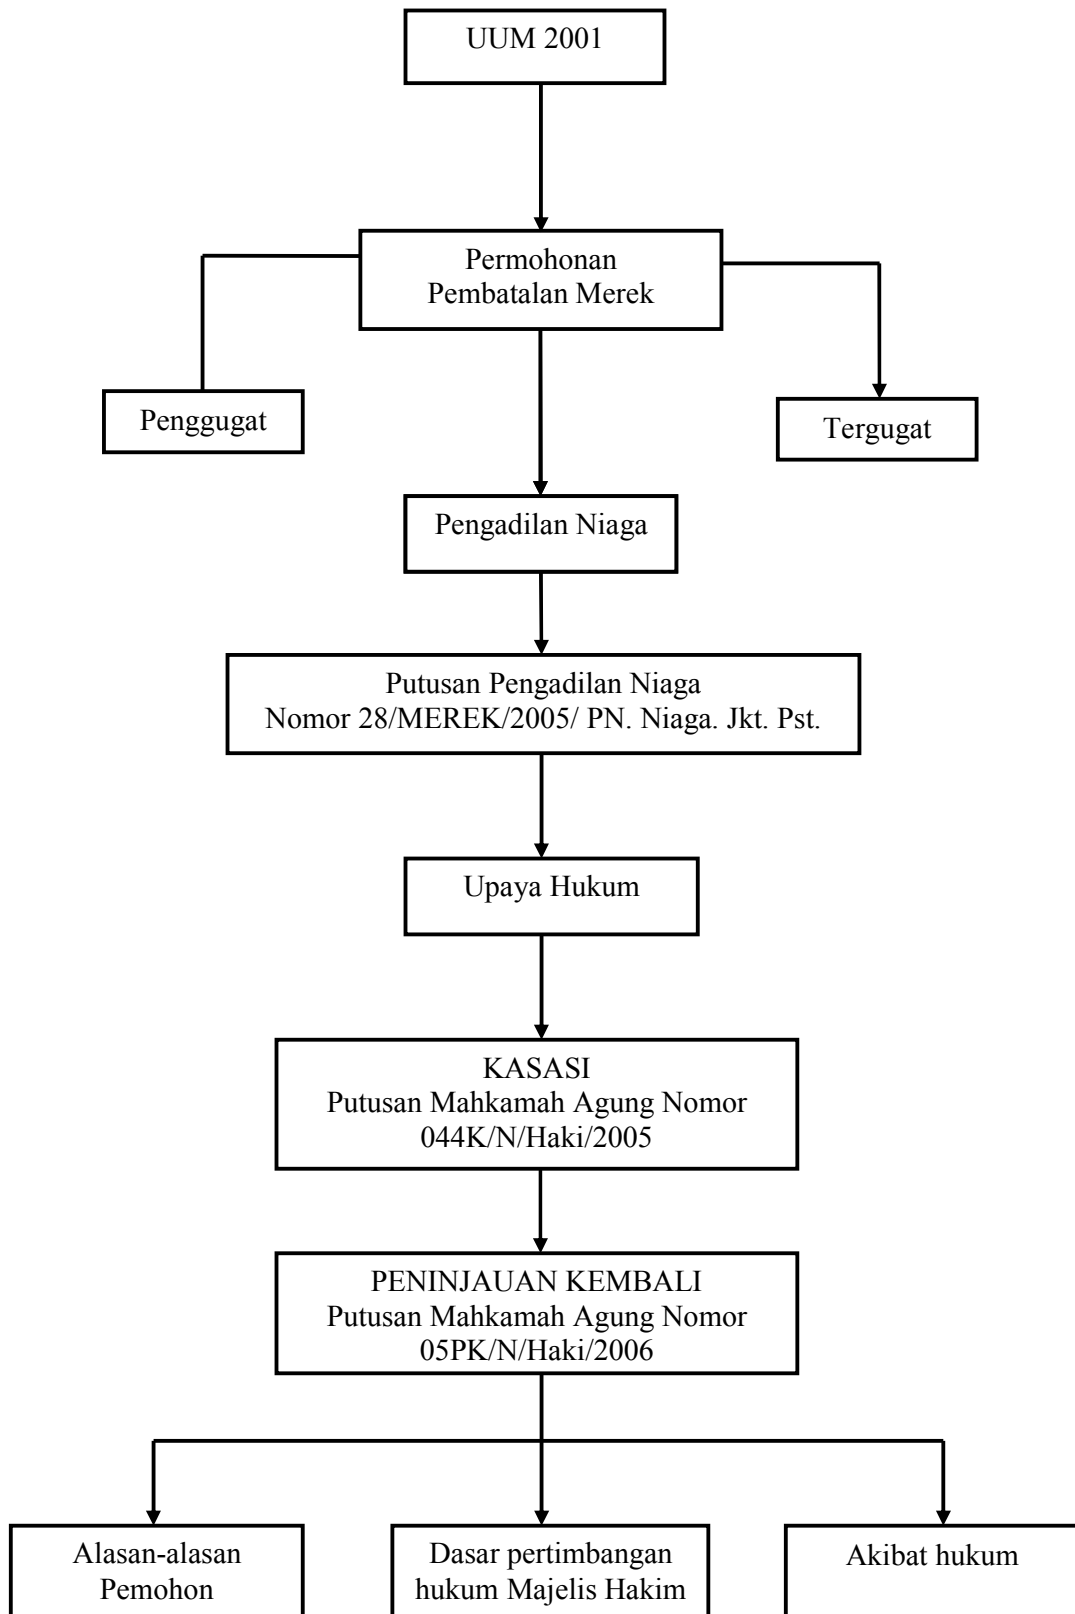 UUM 2001
Permohonan
Pembatalan Merek
Penggugat
Tergugat
Pengadilan Niaga
Putusan Pengadilan Niaga
Nomor 28/MEREK/2005/ PN. Niaga. Jkt. Pst.
Upaya Hukum
KASASI
Putusan Mahkamah Agung Nomor
044K/N/Haki/2005
PENINJAUAN KEMBALI
Putusan Mahkamah Agung Nomor
05PK/N/Haki/2006
Alasan-alasan
Pemohon
Dasar pertimbangan
hukum Majelis Hakim
Akibat hukum